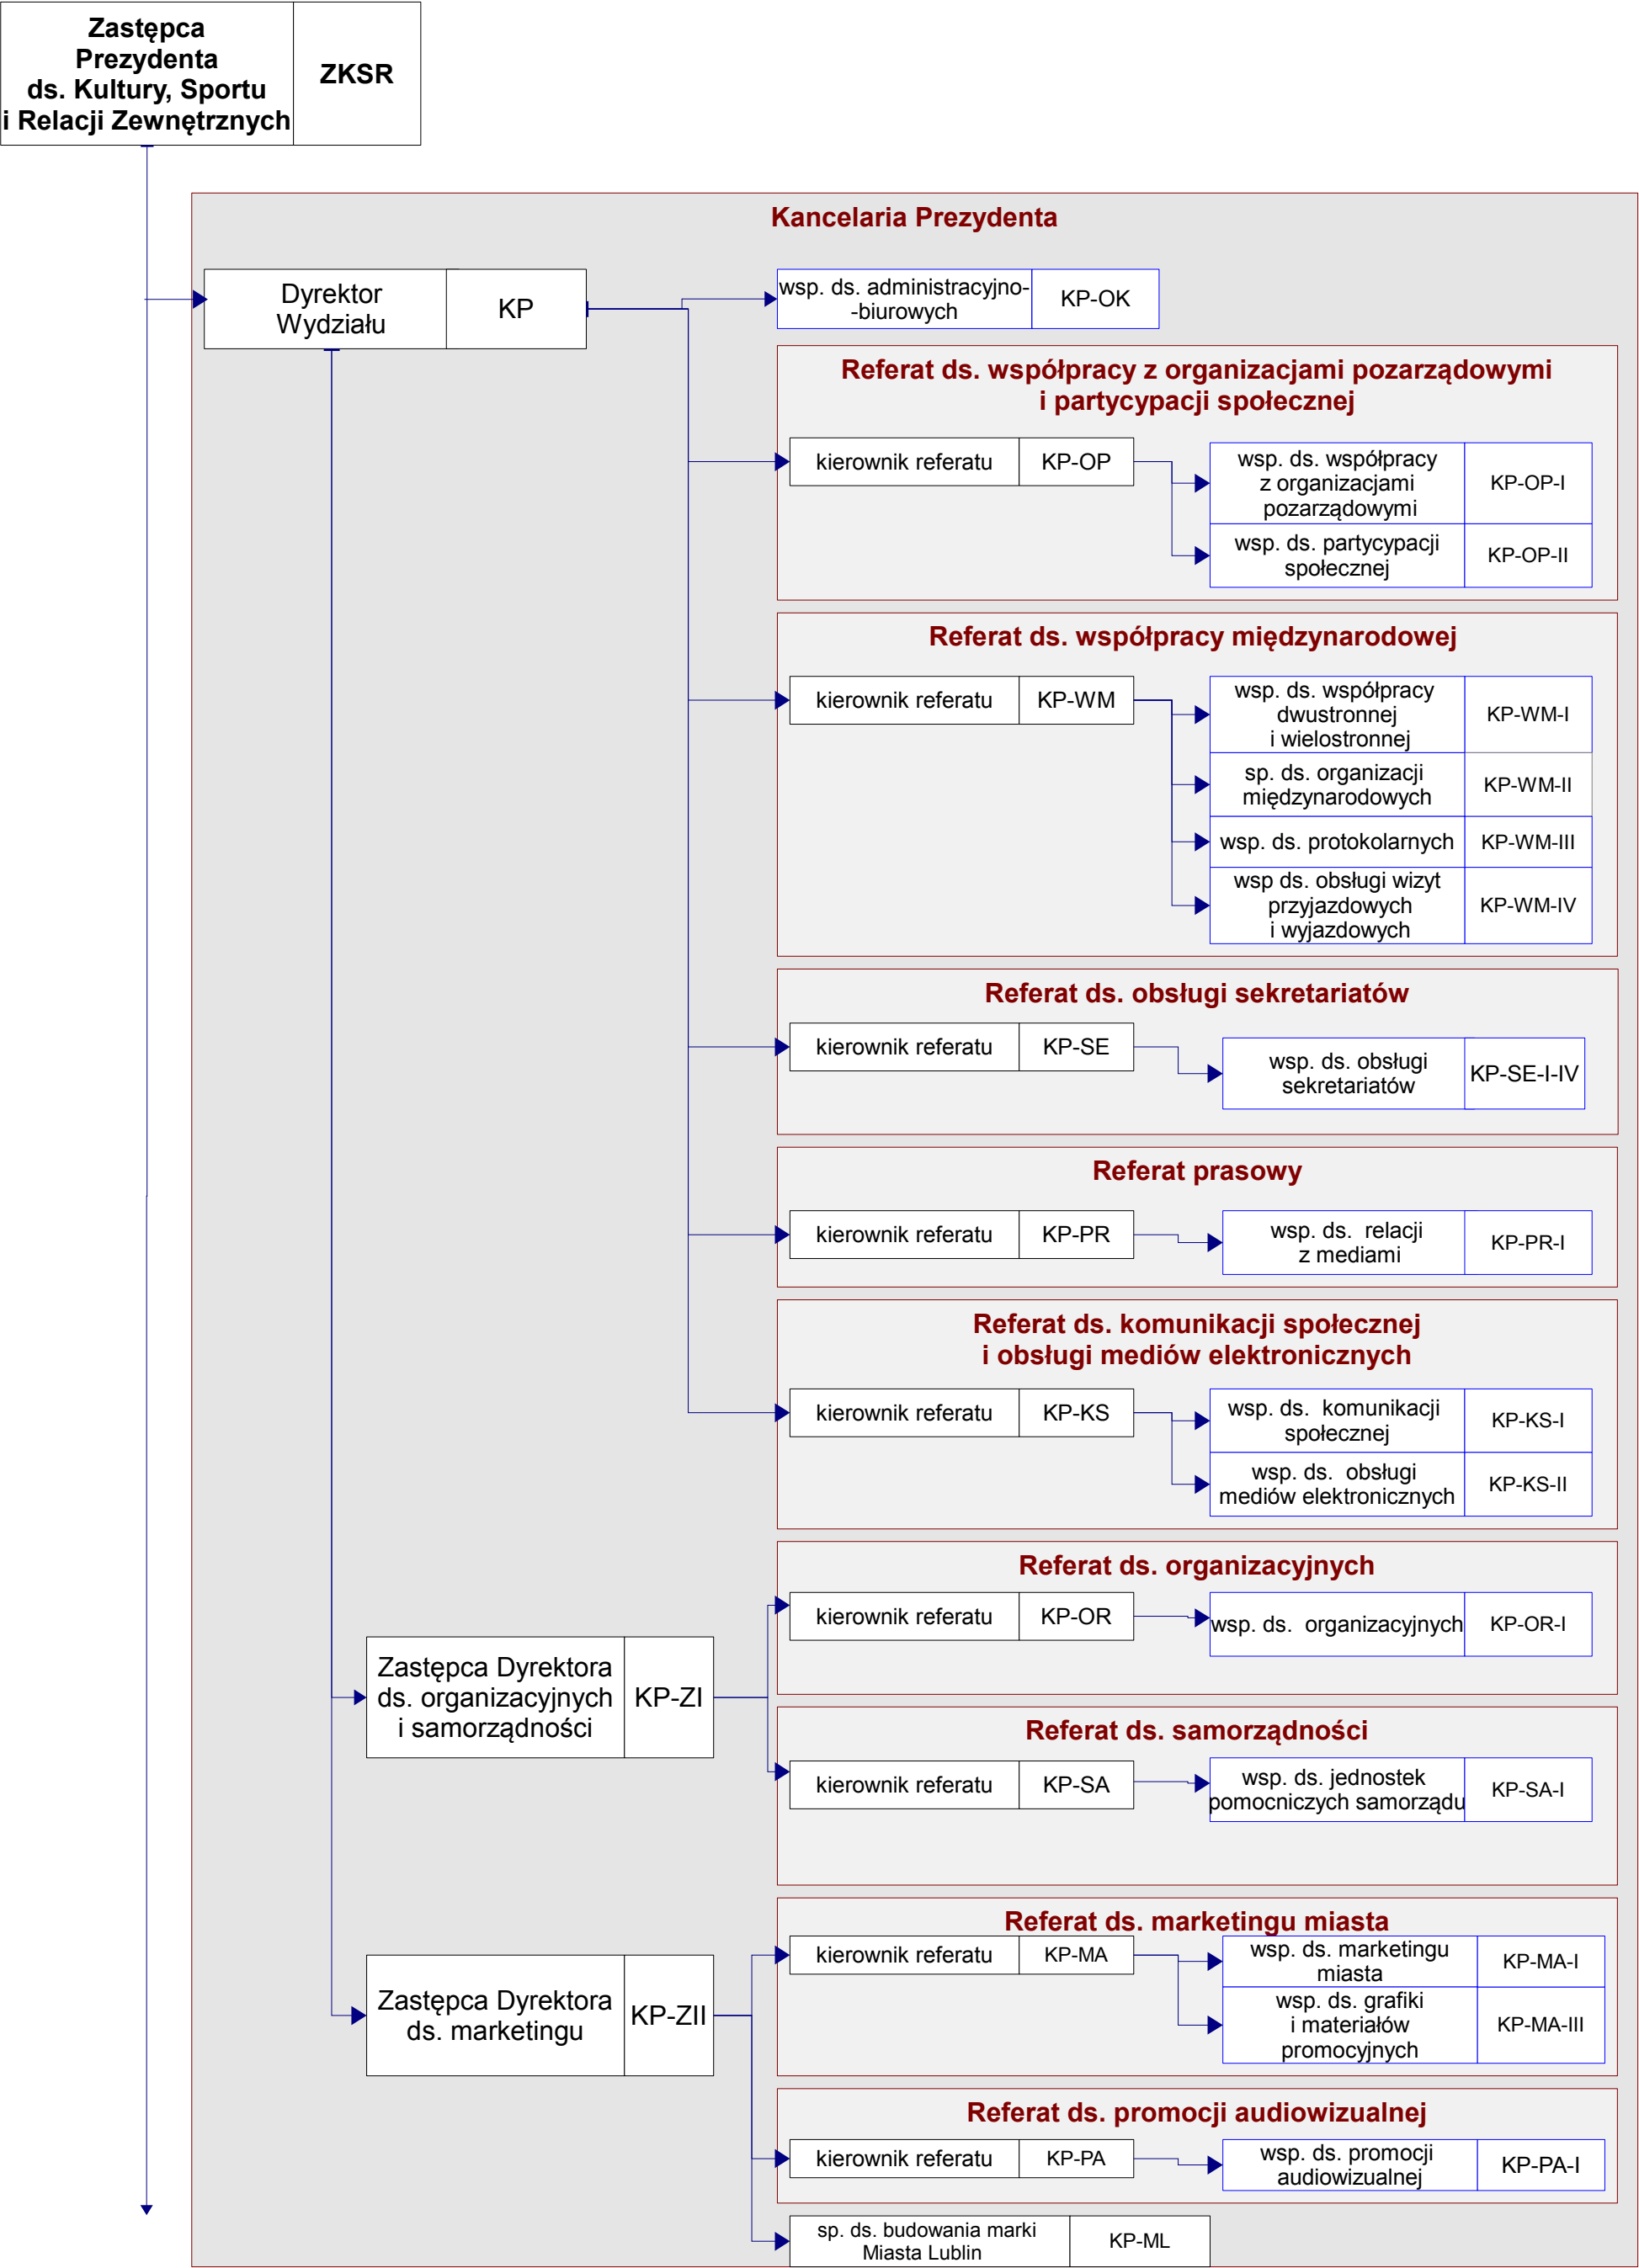 Zastępca
Prezydenta
ds. Kultury, Sportu
i Relacji Zewnętrznych
ZKSR
Kancelaria Prezydenta
Dyrektor
Wydziału
KP
wsp. ds. administracyjno-
-biurowych
KP-OK
Referat ds. współpracy z organizacjami pozarządowymi
i partycypacji społecznej
kierownik referatu
KP-OP
wsp. ds. współpracy
z organizacjami
pozarządowymi
KP-OP-I
wsp. ds. partycypacji
społecznej
KP-OP-II
Referat ds. współpracy międzynarodowej
kierownik referatu
KP-WM
wsp. ds. współpracy
dwustronnej
i wielostronnej
KP-WM-I
sp. ds. organizacji
międzynarodowych
KP-WM-II
wsp. ds. protokolarnych
KP-WM-III
wsp ds. obsługi wizyt
przyjazdowych
i wyjazdowych
KP-WM-IV
Referat ds. obsługi sekretariatów
kierownik referatu
KP-SE
wsp. ds. obsługi
sekretariatów
KP-SE-I-IV
Referat prasowy
kierownik referatu
KP-PR
wsp. ds. relacji
z mediami
KP-PR-I
Referat ds. komunikacji społecznej
i obsługi mediów elektronicznych
kierownik referatu
KP-KS
wsp. ds. komunikacji
społecznej
KP-KS-I
wsp. ds. obsługi
mediów elektronicznych
KP-KS-II
Referat ds. organizacyjnych
kierownik referatu
KP-OR
wsp. ds. organizacyjnych
KP-OR-I
Zastępca Dyrektora
ds. organizacyjnych
i samorządności
KP-ZI
Referat ds. samorządności
kierownik referatu
KP-SA
wsp. ds. jednostek
pomocniczych samorządu
KP-SA-I
Referat ds. marketingu miasta
kierownik referatu
KP-MA
wsp. ds. marketingu
miasta
KP-MA-I
wsp. ds. grafiki
i materiałów
promocyjnych
KP-MA-III
Zastępca Dyrektora
ds. marketingu
KP-ZII
Referat ds. promocji audiowizualnej
kierownik referatu
KP-PA
wsp. ds. promocji
audiowizualnej
KP-PA-I
sp. ds. budowania marki
Miasta Lublin
KP-ML